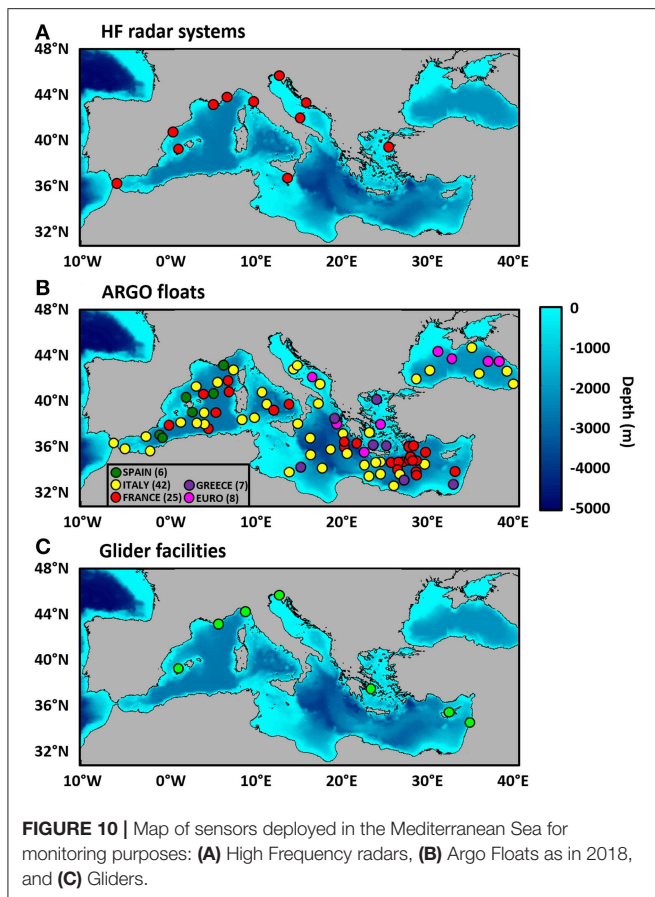 A
HF radar systems
48°N
44°N
40°N
36°N
32°N
10°W 0°W 10°E 20°E 30°E 40°E
B
ARGO floats
48°N
44°N
40°N
36°N
32°N
SPAIN (6)
ITALY (42)
FRANCE (25)
GREECE (7)
EURO (8)
10°W 0°W 10°E 20°E 30°E 40°E
0
-1000
-2000
-3000
-4000
-5000
Depth (m)
C
Glider facilities
48°N
44°N
40°N
36°N
32°N
10°W 0°W 10°E 20°E 30°E 40°E
FIGURE 10 | Map of sensors deployed in the Mediterranean Sea for
monitoring purposes: (A) High Frequency radars, (B) Argo Floats as in 2018,
and (C) Gliders.